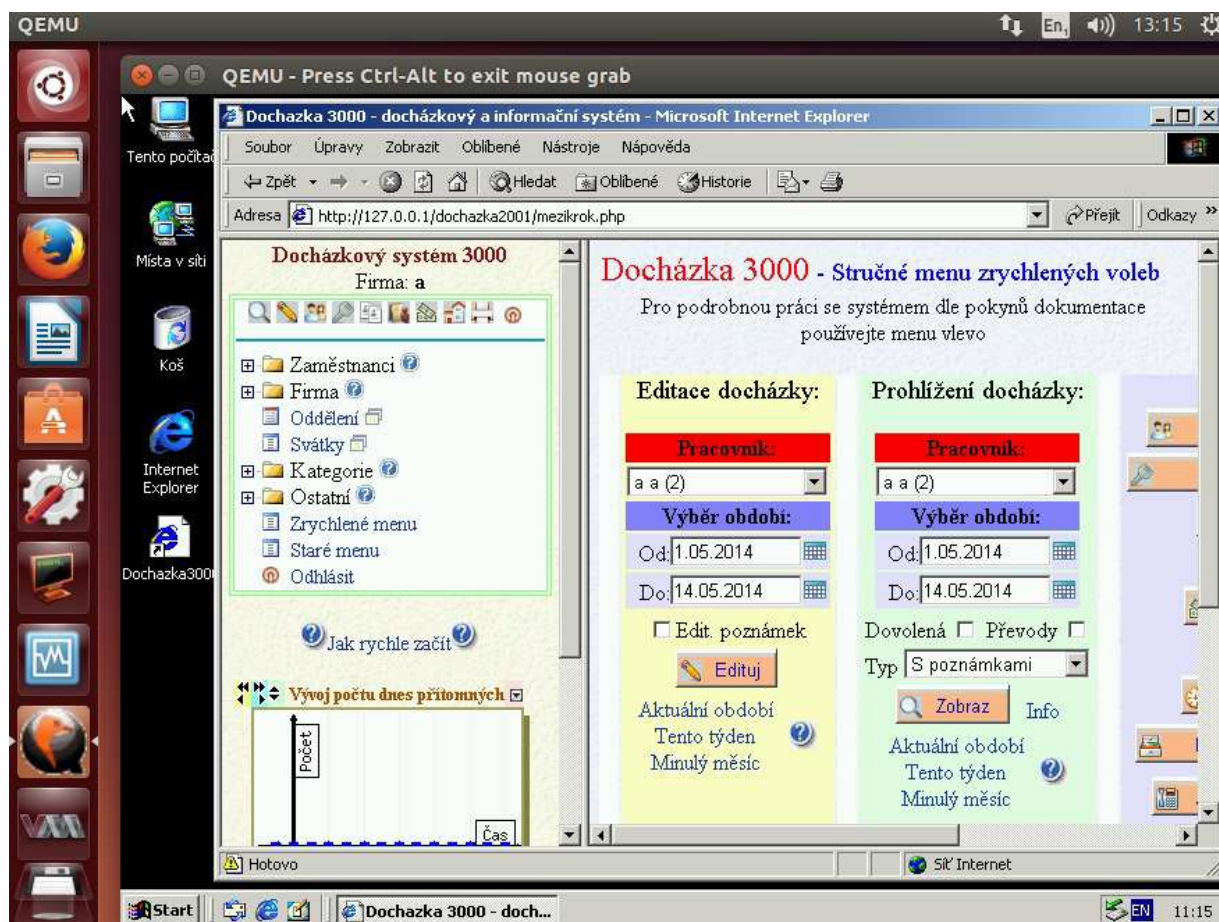 QEMU
En1
13:15
QEMU - Press Ctrl-Alt to exit mouse grab
Tento počítač
Místa v síti
Koš
Internet
Explorer
Dochazka300
Dochazka 3000 - docházkový a informační systém - Microsoft Internet Explorer
Soubor Úpravy Zobrazit Oblíbené Nástroje Nápověda
Zpět Hledat Oblíbené Historie
Adresa http://127.0.0.1/dochazka2001/mezikrok.php Přejít Odkazy »
Docházkový systém 3000
Firma: a
Zaměstnanci
Firma
Oddělení
Svátky
Kategorie
Ostatní
Zrychlené menu
Staré menu
Odhlásit
Jak rychle začít
Vývoj počtu dnes přítomných
Počet
Čas
Docházka 3000 - Stručné menu zrychlených voleb
Pro podrobnou práci se systémem dle pokynů dokumentace
používejte menu vlevo
Editace docházky:
Pracovník:
a a (2)
Výběr období:
Od: 1.05.2014
Do: 14.05.2014
Edit. poznámek
Edituj
Aktuální období
Tento týden
Minulý měsíc
Prohlížení docházky:
Pracovník:
a a (2)
Výběr období:
Od: 1.05.2014
Do: 14.05.2014
Dovolená Převody
Typ S poznámkami
Zobraz Info
Aktuální období
Tento týden
Minulý měsíc
Hotovo
Síť Internet
Start
Dochazka 3000 - doch...
EN
11:15